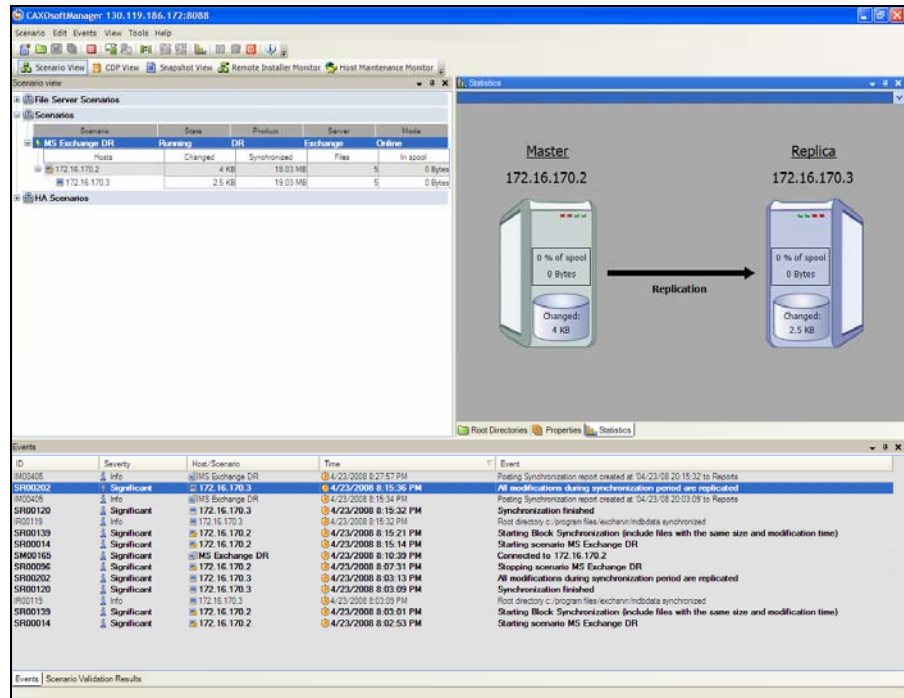 CAXOsoftManager 130.119.186.172:8088
Scenario Edit Events View Tools Help
Scenario View CDP View Snapshot View Remote Installer Monitor Host Maintenance Monitor
Scenario view
Statistics
File Server Scenarios
Scenarios
Scenario State Product Server Mode
MS Exchange DR Running DR Exchange Online
Hosts Changed Synchronized Files In spool
172.16.170.2 4 KB 19.03 MB 5 0 Bytes
172.16.170.3 2.5 KB 19.03 MB 5 0 Bytes
HA Scenarios
Master Replica
172.16.170.2 172.16.170.3
0 % of spool 0 % of spool
0 Bytes 0 Bytes
Replication
Changed: Changed:
4 KB 2.5 KB
Root Directories Properties Statistics
Events
ID Severity Host/Scenario Time Event
IM00405 Info MS Exchange DR 4/23/2008 8:27:57 PM Posting Synchronization report created at '04/23/08 20:15:32' to Reports
SR00202 Significant 172.16.170.3 4/23/2008 8:15:36 PM All modifications during synchronization period are replicated
IM00405 Info MS Exchange DR 4/23/2008 8:15:34 PM Posting Synchronization report created at '04/23/08 20:03:09' to Reports
SR00120 Significant 172.16.170.3 4/23/2008 8:15:32 PM Synchronization finished
IR00119 Info 172.16.170.3 4/23/2008 8:15:32 PM Root directory c:/program files/exchsrvr/mdbdata synchronized
SR00139 Significant 172.16.170.2 4/23/2008 8:15:21 PM Starting Block Synchronization (include files with the same size and modification time)
SR00014 Significant 172.16.170.2 4/23/2008 8:15:14 PM Starting scenario MS Exchange DR
SM00165 Significant MS Exchange DR 4/23/2008 8:10:39 PM Connected to 172.16.170.2
SR00096 Significant 172.16.170.2 4/23/2008 8:07:31 PM Stopping scenario MS Exchange DR
SR00202 Significant 172.16.170.3 4/23/2008 8:03:13 PM All modifications during synchronization period are replicated
SR00120 Significant 172.16.170.3 4/23/2008 8:03:09 PM Synchronization finished
IR00119 Info 172.16.170.3 4/23/2008 8:03:09 PM Root directory c:/program files/exchsrvr/mdbdata synchronized
SR00139 Significant 172.16.170.2 4/23/2008 8:03:01 PM Starting Block Synchronization (include files with the same size and modification time)
SR00014 Significant 172.16.170.2 4/23/2008 8:02:53 PM Starting scenario MS Exchange DR
Events Scenario Validation Results